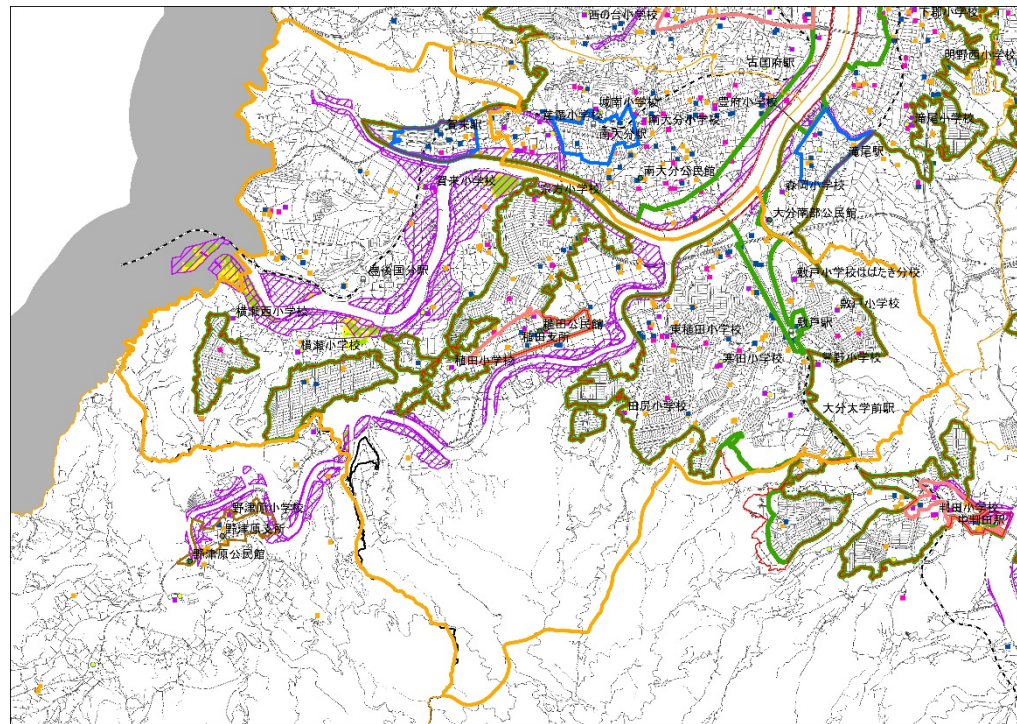 西の台小学校
下郡小学校
明野西小学校
古国府駅
城南小学校
豊府小学校
荏隈小学校
南大分小学校
南大分駅
滝尾小学校
賀来駅
滝尾駅
賀来小学校
南大分公民館
森岡小学校
大分南部公民館
豊後国分駅
敷戸小学校はばたき分校
敷戸小学校
横瀬西小学校
稙田公民館
稙田支所
東稙田小学校
敷戸駅
横瀬小学校
稙田小学校
寒田小学校
田尻小学校
大分大学前駅
野津原小学校
判田小学校
野津原支所
中判田駅
野津原公民館